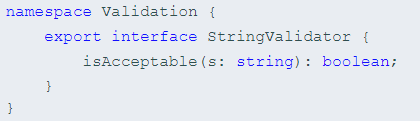 namespace Validation {
    export interface StringValidator {
        isAcceptable(s: string): boolean;
    }
}